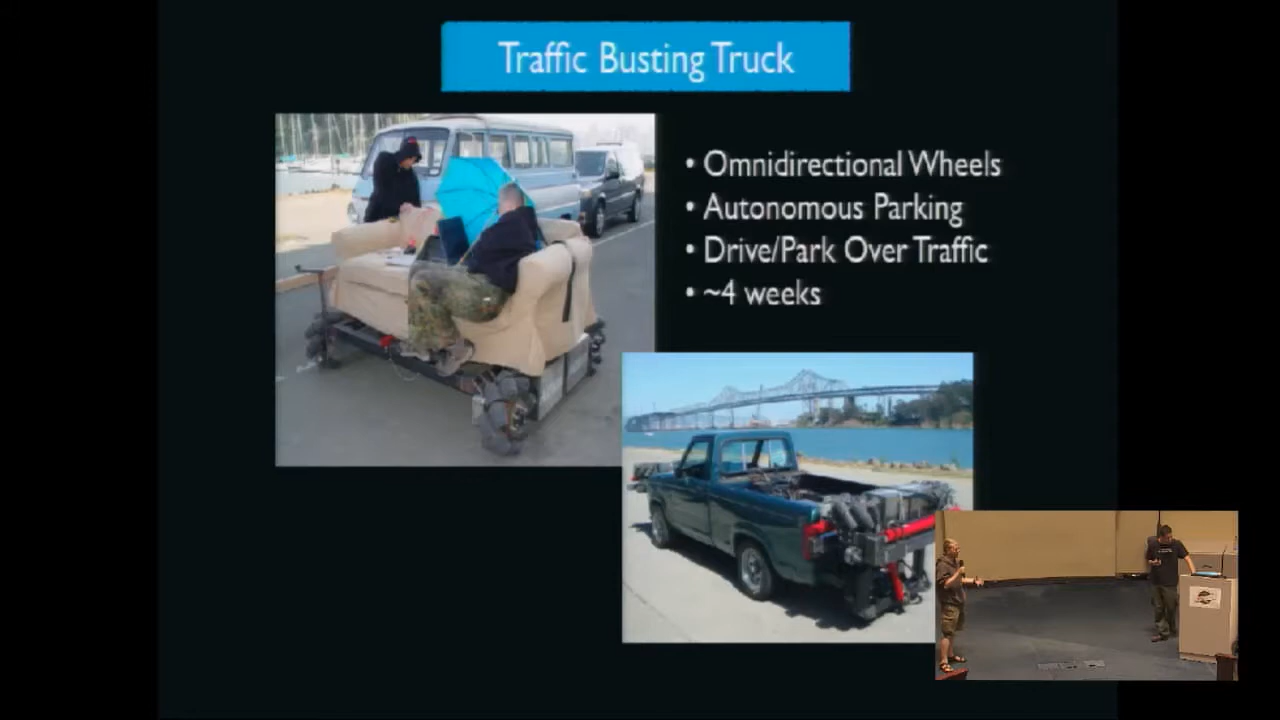 Traffic Busting Truck
• Omnidirectional Wheels
• Autonomous Parking
• Drive/Park Over Traffic
• ~4 weeks